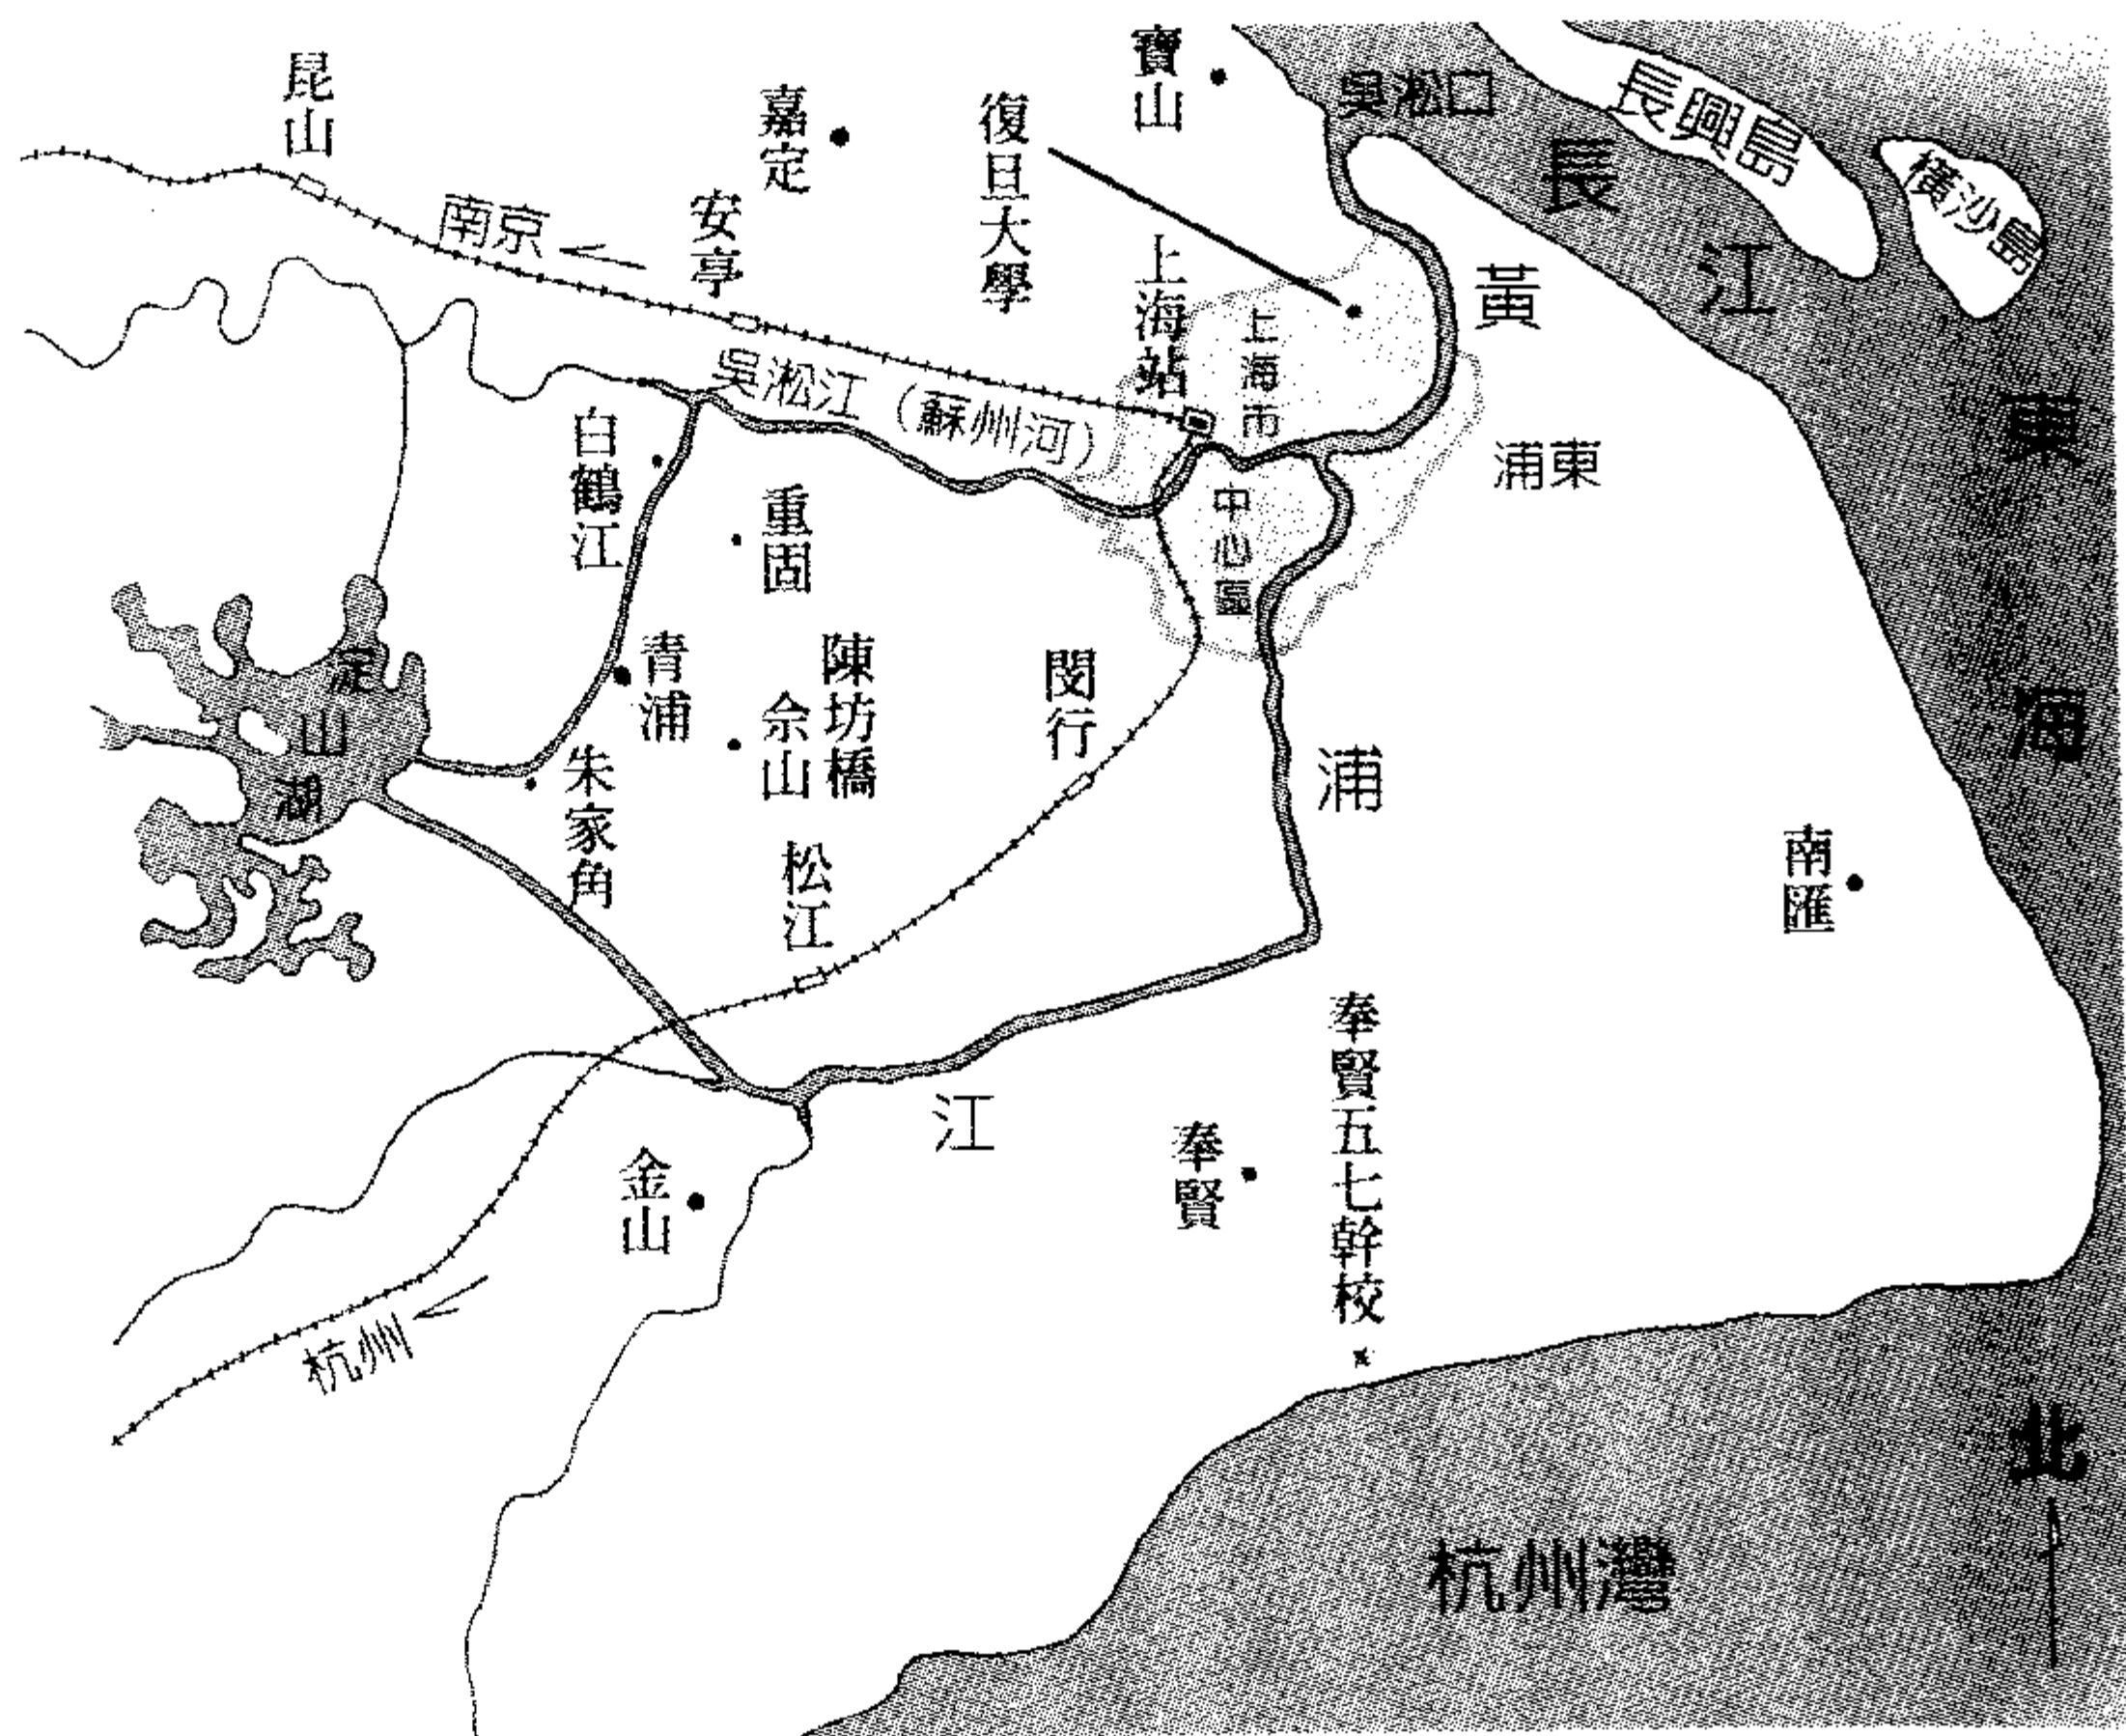 昆山
嘉定
寶山
復旦大學
吳淞口
長興島
橫沙島
長江
南京
安亭
上海站
上海市
中心區
黃浦江
浦東
吳淞江（蘇州河）
白鶴江
重固
青浦
陳坊橋
佘山
閔行
淀山湖
朱家角
松江
南匯
東海
金山
奉賢
奉賢五七幹校
杭州
杭州灣
北